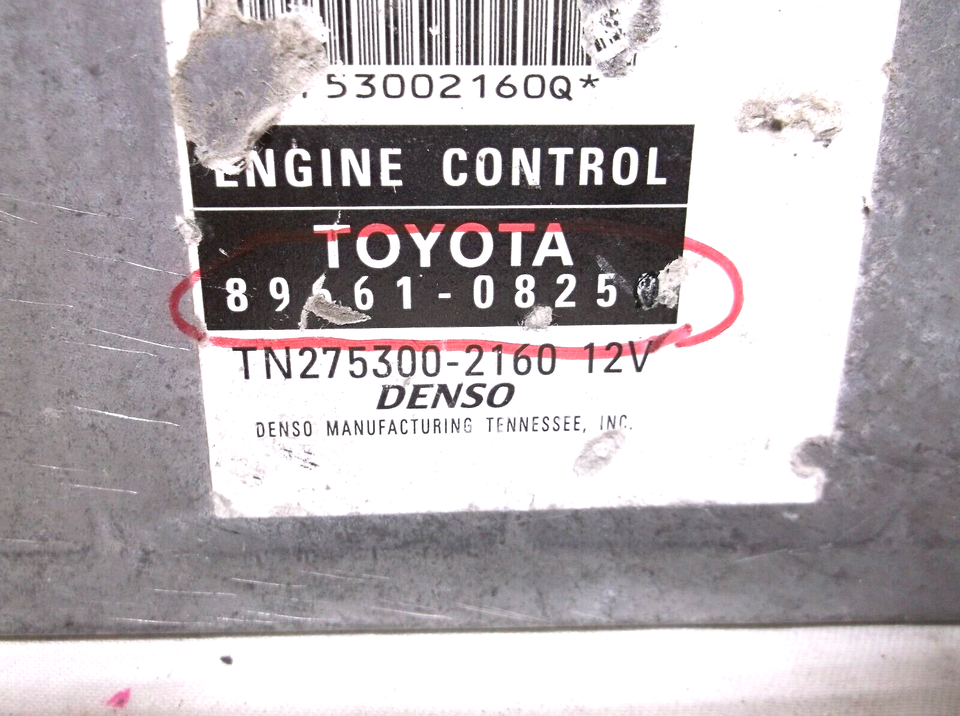 53002160Q*
ENGINE CONTROL
TOYOTA
89661-0825
TN275300-2160 12V
DENSO
DENSO MANUFACTURING TENNESSEE, INC.